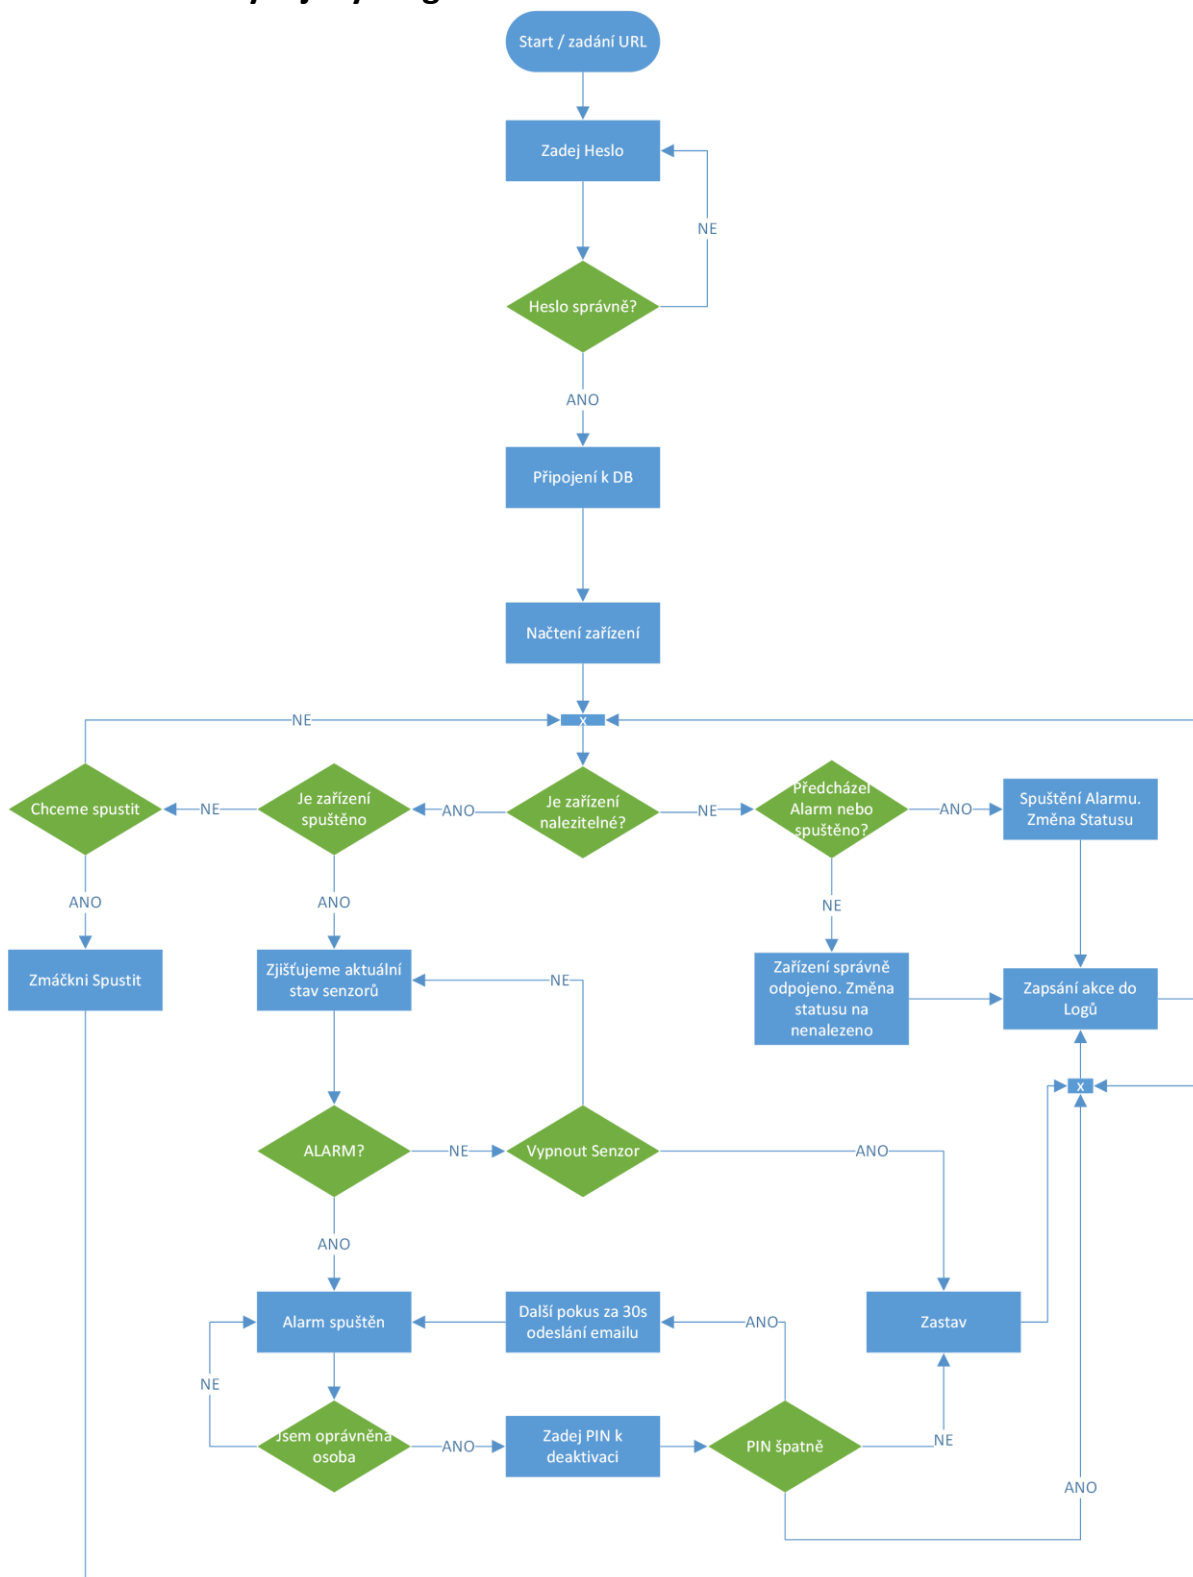 Start / zadání URL
Zadej Heslo
NE
Heslo správně?
ANO
Připojení k DB
Načtení zařízení
NE
x
Chceme spustit
NE
Je zařízení
spuštěno
ANO
Je zařízení
nalezitelné?
NE
Předcházel
Alarm nebo
spuštěno?
ANO
Spuštění Alarmu.
Změna Statusu
ANO
ANO
NE
Zmáčkni Spustit
Zjišťujeme aktuální
stav senzorů
NE
Zařízení správně
odpojeno. Změna
statusu na
nenalezeno
Zapsání akce do
Logů
x
ALARM?
NE
Vypnout Senzor
ANO
ANO
Alarm spuštěn
Další pokus za 30s
odeslání emailu
ANO
Zastav
NE
Jsem oprávněna
osoba
ANO
Zadej PIN k
deaktivaci
PIN špatně
NE
ANO